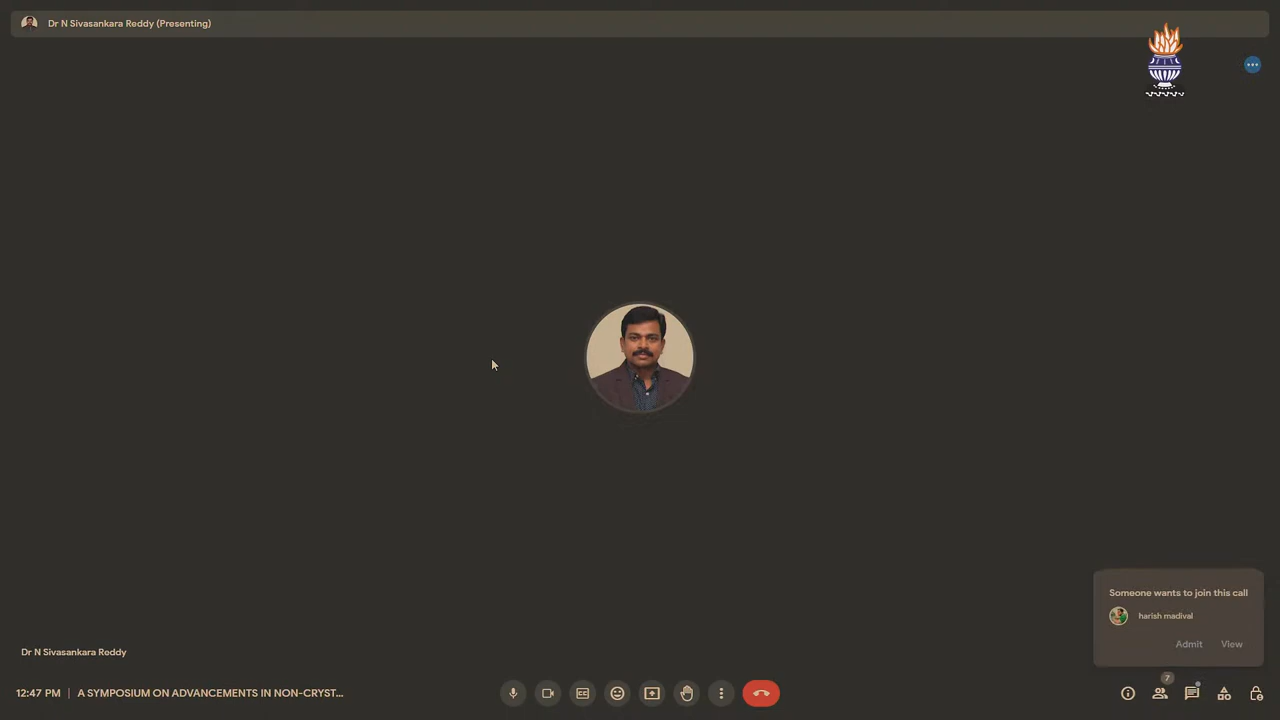 Dr N Sivasankara Reddy (Presenting)
Someone wants to join this call
harish madival
Admit View
Dr N Sivasankara Reddy
7
12:47 PM | A SYMPOSIUM ON ADVANCEMENTS IN NON-CRYST...